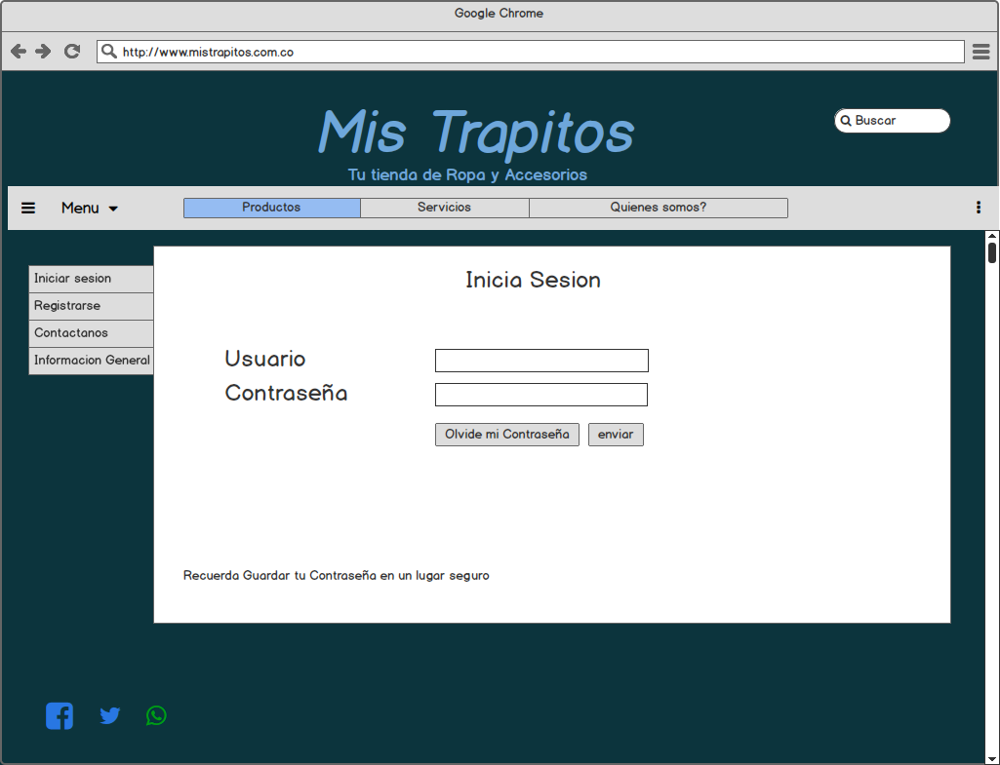 Google Chrome
http://www.mistrapitos.com.co
Mis Trapitos
Buscar
Tu tienda de Ropa y Accesorios
Menu
Productos
Servicios
Quienes somos?
Inicia Sesion
Iniciar sesion
Registrarse
Contactanos
Informacion General
Usuario
Contraseña
Olvide mi Contraseña
enviar
Recuerda Guardar tu Contraseña en un lugar seguro